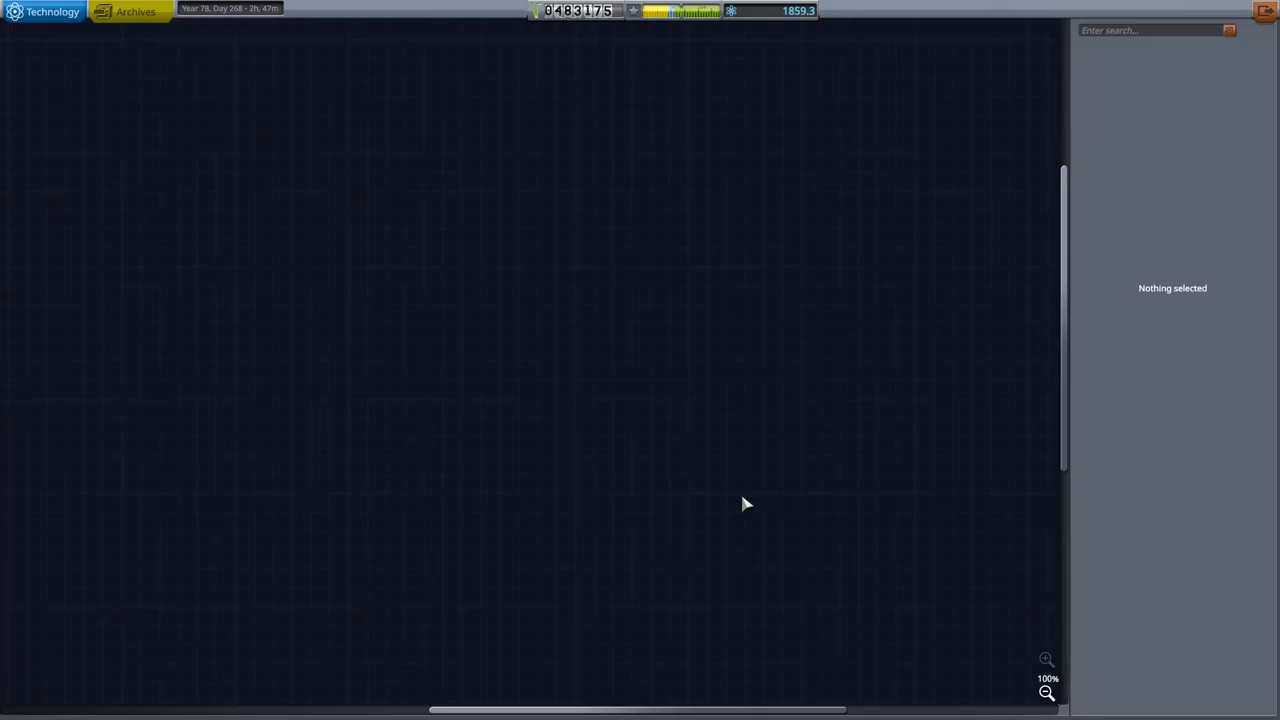 Technology
Archives
Year 78, Day 268 - 2h, 47m
0483175
1859.3
Enter search...
Nothing selected
100%